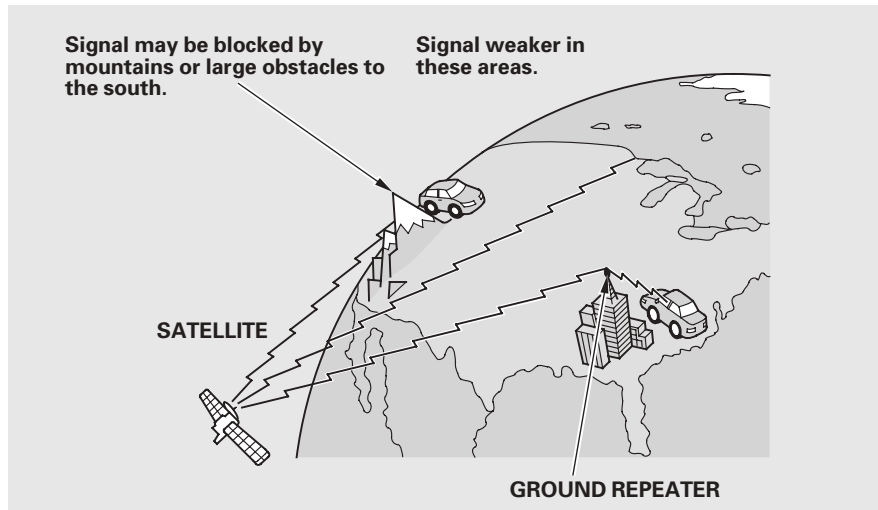 Signal may be blocked by
mountains or large obstacles to
the south.
Signal weaker in
these areas.
SATELLITE
GROUND REPEATER